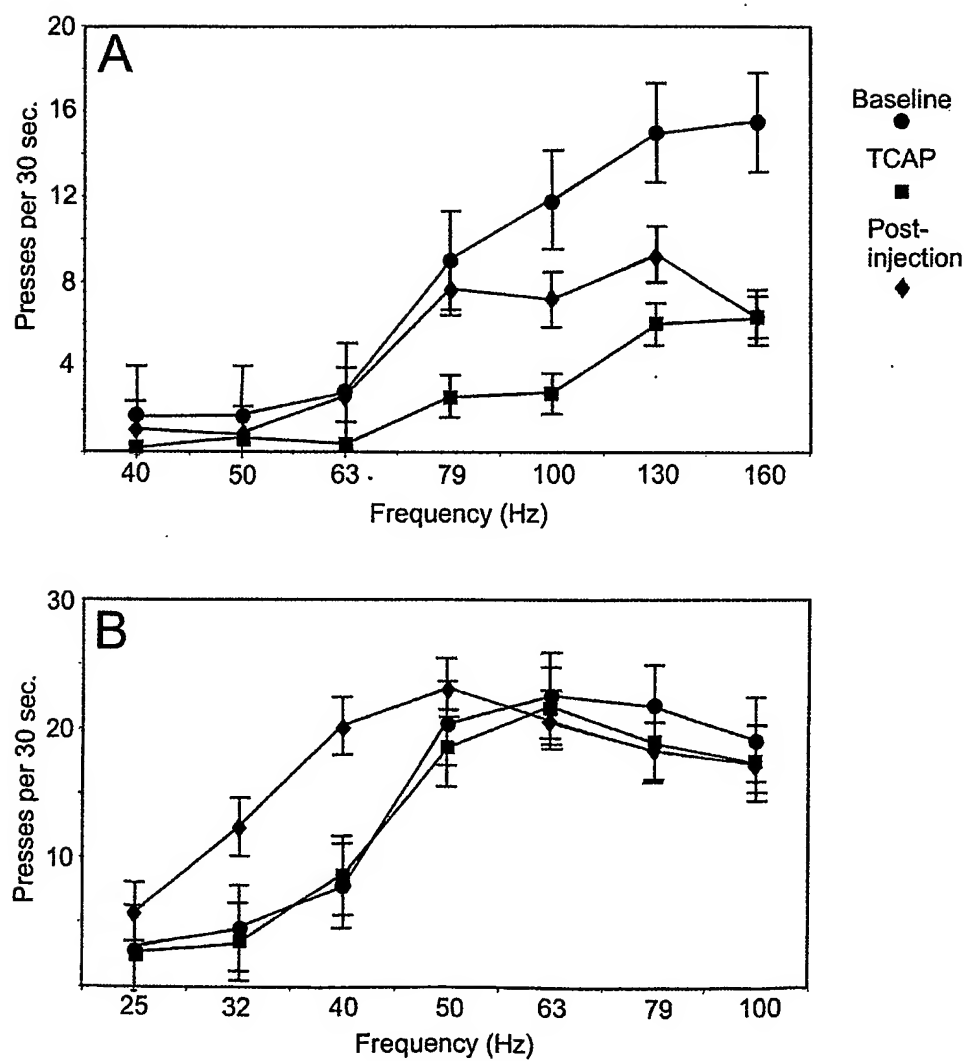 A
20
16
12
8
4
Presses per 30 sec.
40 50 63 79 100 130 160
Frequency (Hz)
Baseline
TCAP
Post-
injection
B
30
20
10
Presses per 30 sec.
25 32 40 50 63 79 100
Frequency (Hz)